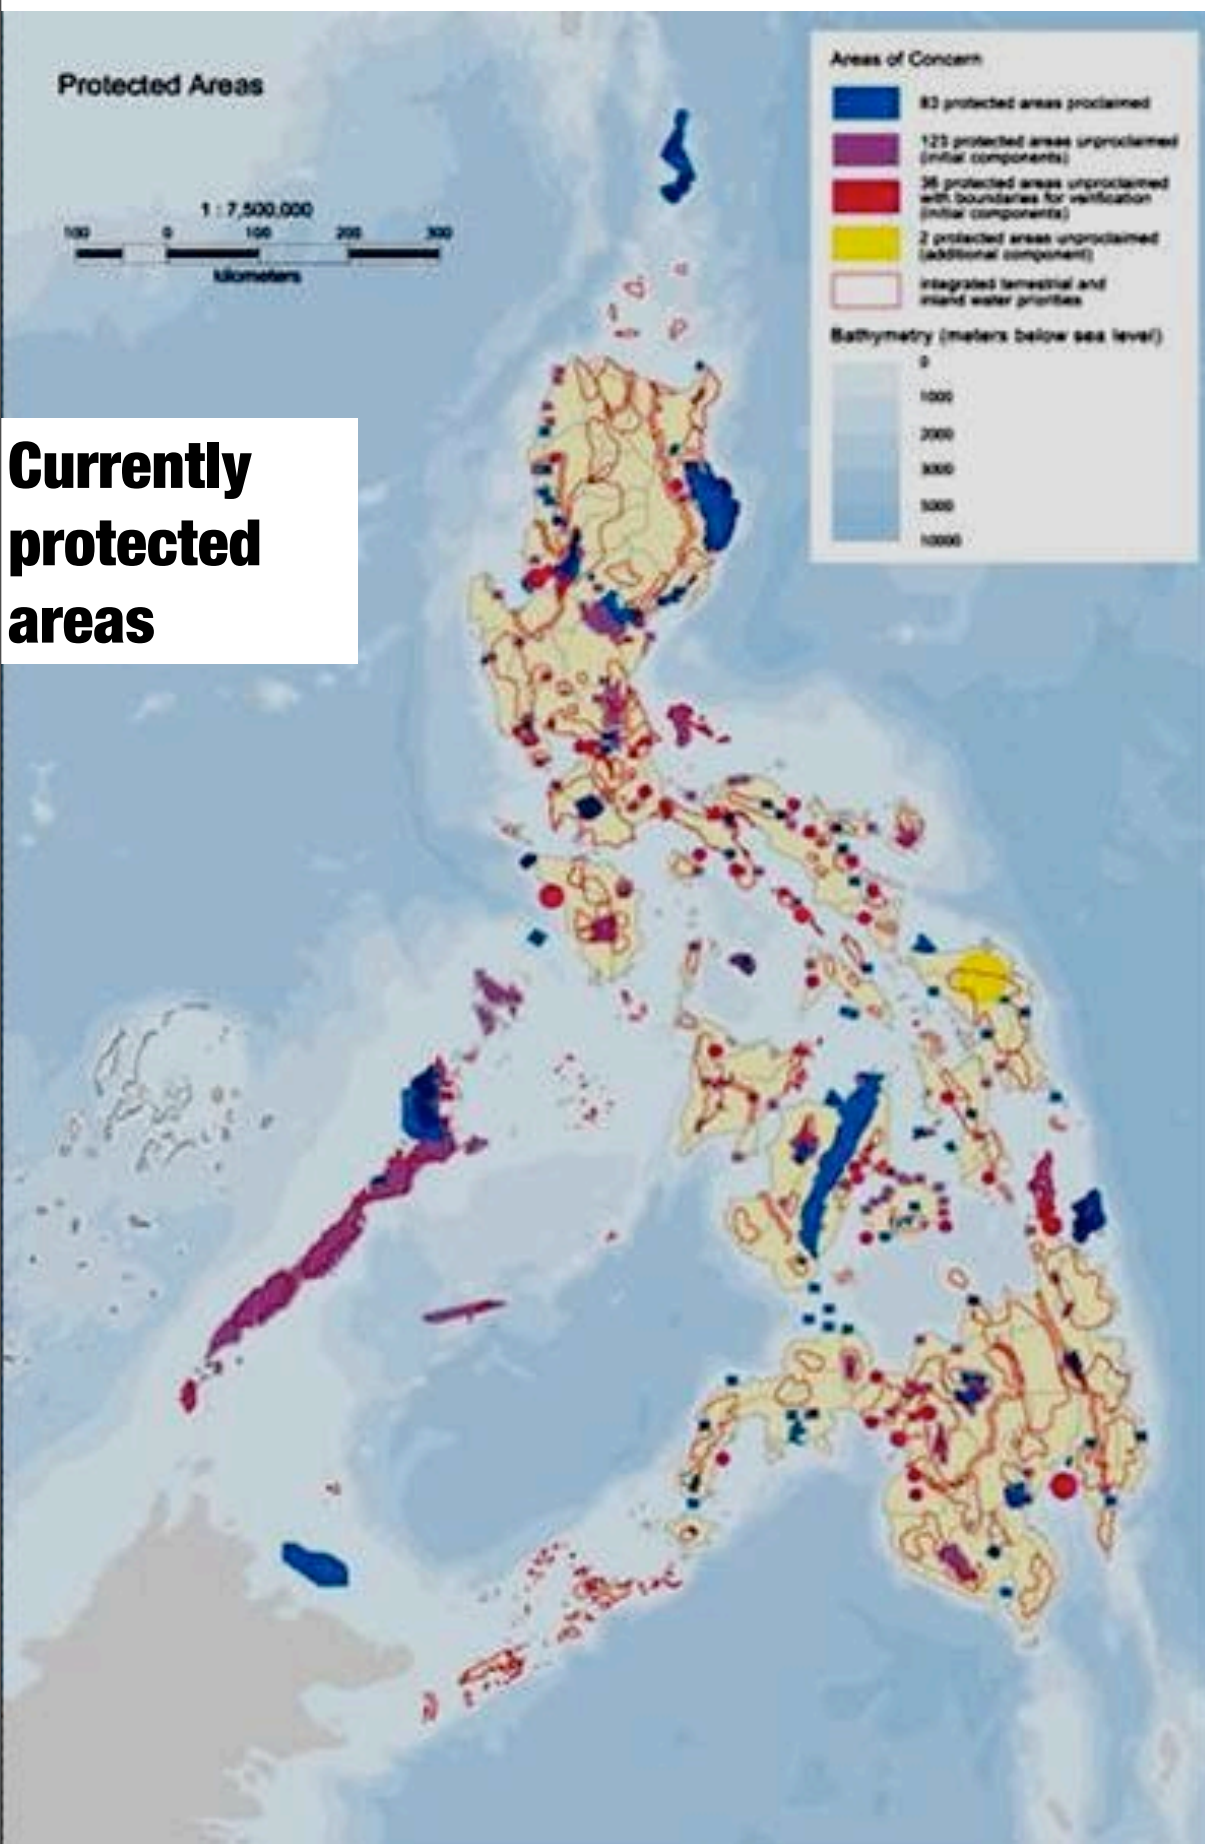 Protected Areas
1 : 7,500,000
100 0 100 200 300
kilometers
Currently
protected
areas
Areas of Concern
83 protected areas proclaimed
123 protected areas unproclaimed
(initial components)
36 protected areas unproclaimed
with boundaries for verification
(initial components)
2 protected areas unproclaimed
(additional component)
integrated terrestrial and
inland water priorities
Bathymetry (meters below sea level)
0
1000
2000
3000
5000
10000